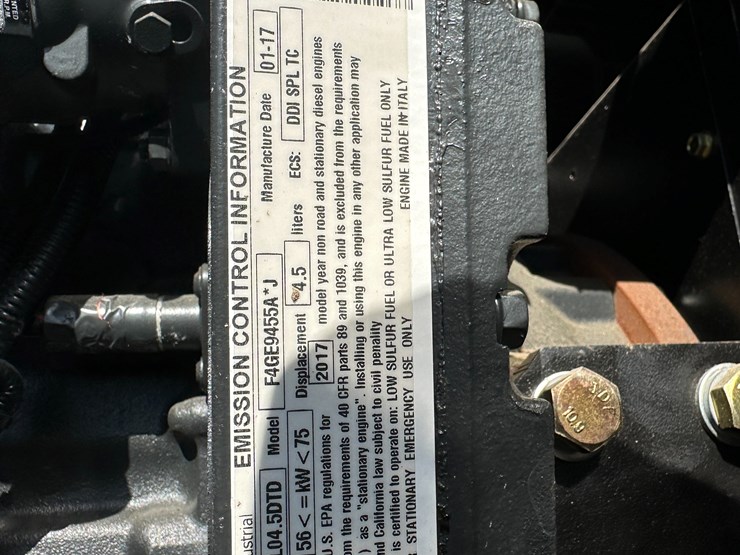 EMISSION CONTROL INFORMATION
ustrial
L04.5DTD Model F4GE9455A*J Manufacture Date 01-17
56 < = kW < 75 Displacement 4.5 liters ECS: DDI SPL TC
U.S. EPA regulations for 2017 model year non road and stationary diesel engines
om the requirements of 40 CFR parts 89 and 1039, and is excluded from the requirements
) as a "stationary engine". Installing or using this engine in any other application may
nd California law subject to civil penalty
is certified to operate on: LOW SULFUR FUEL OR ULTRA LOW SULFUR FUEL ONLY
STATIONARY EMERGENCY USE ONLY ENGINE MADE IN ITALY
10.9